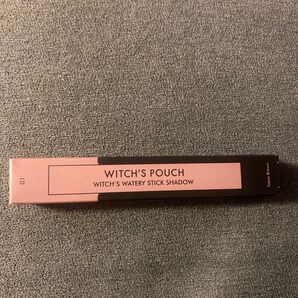 01
WITCH'S POUCH
WITCH'S WATERY STICK SHADOW